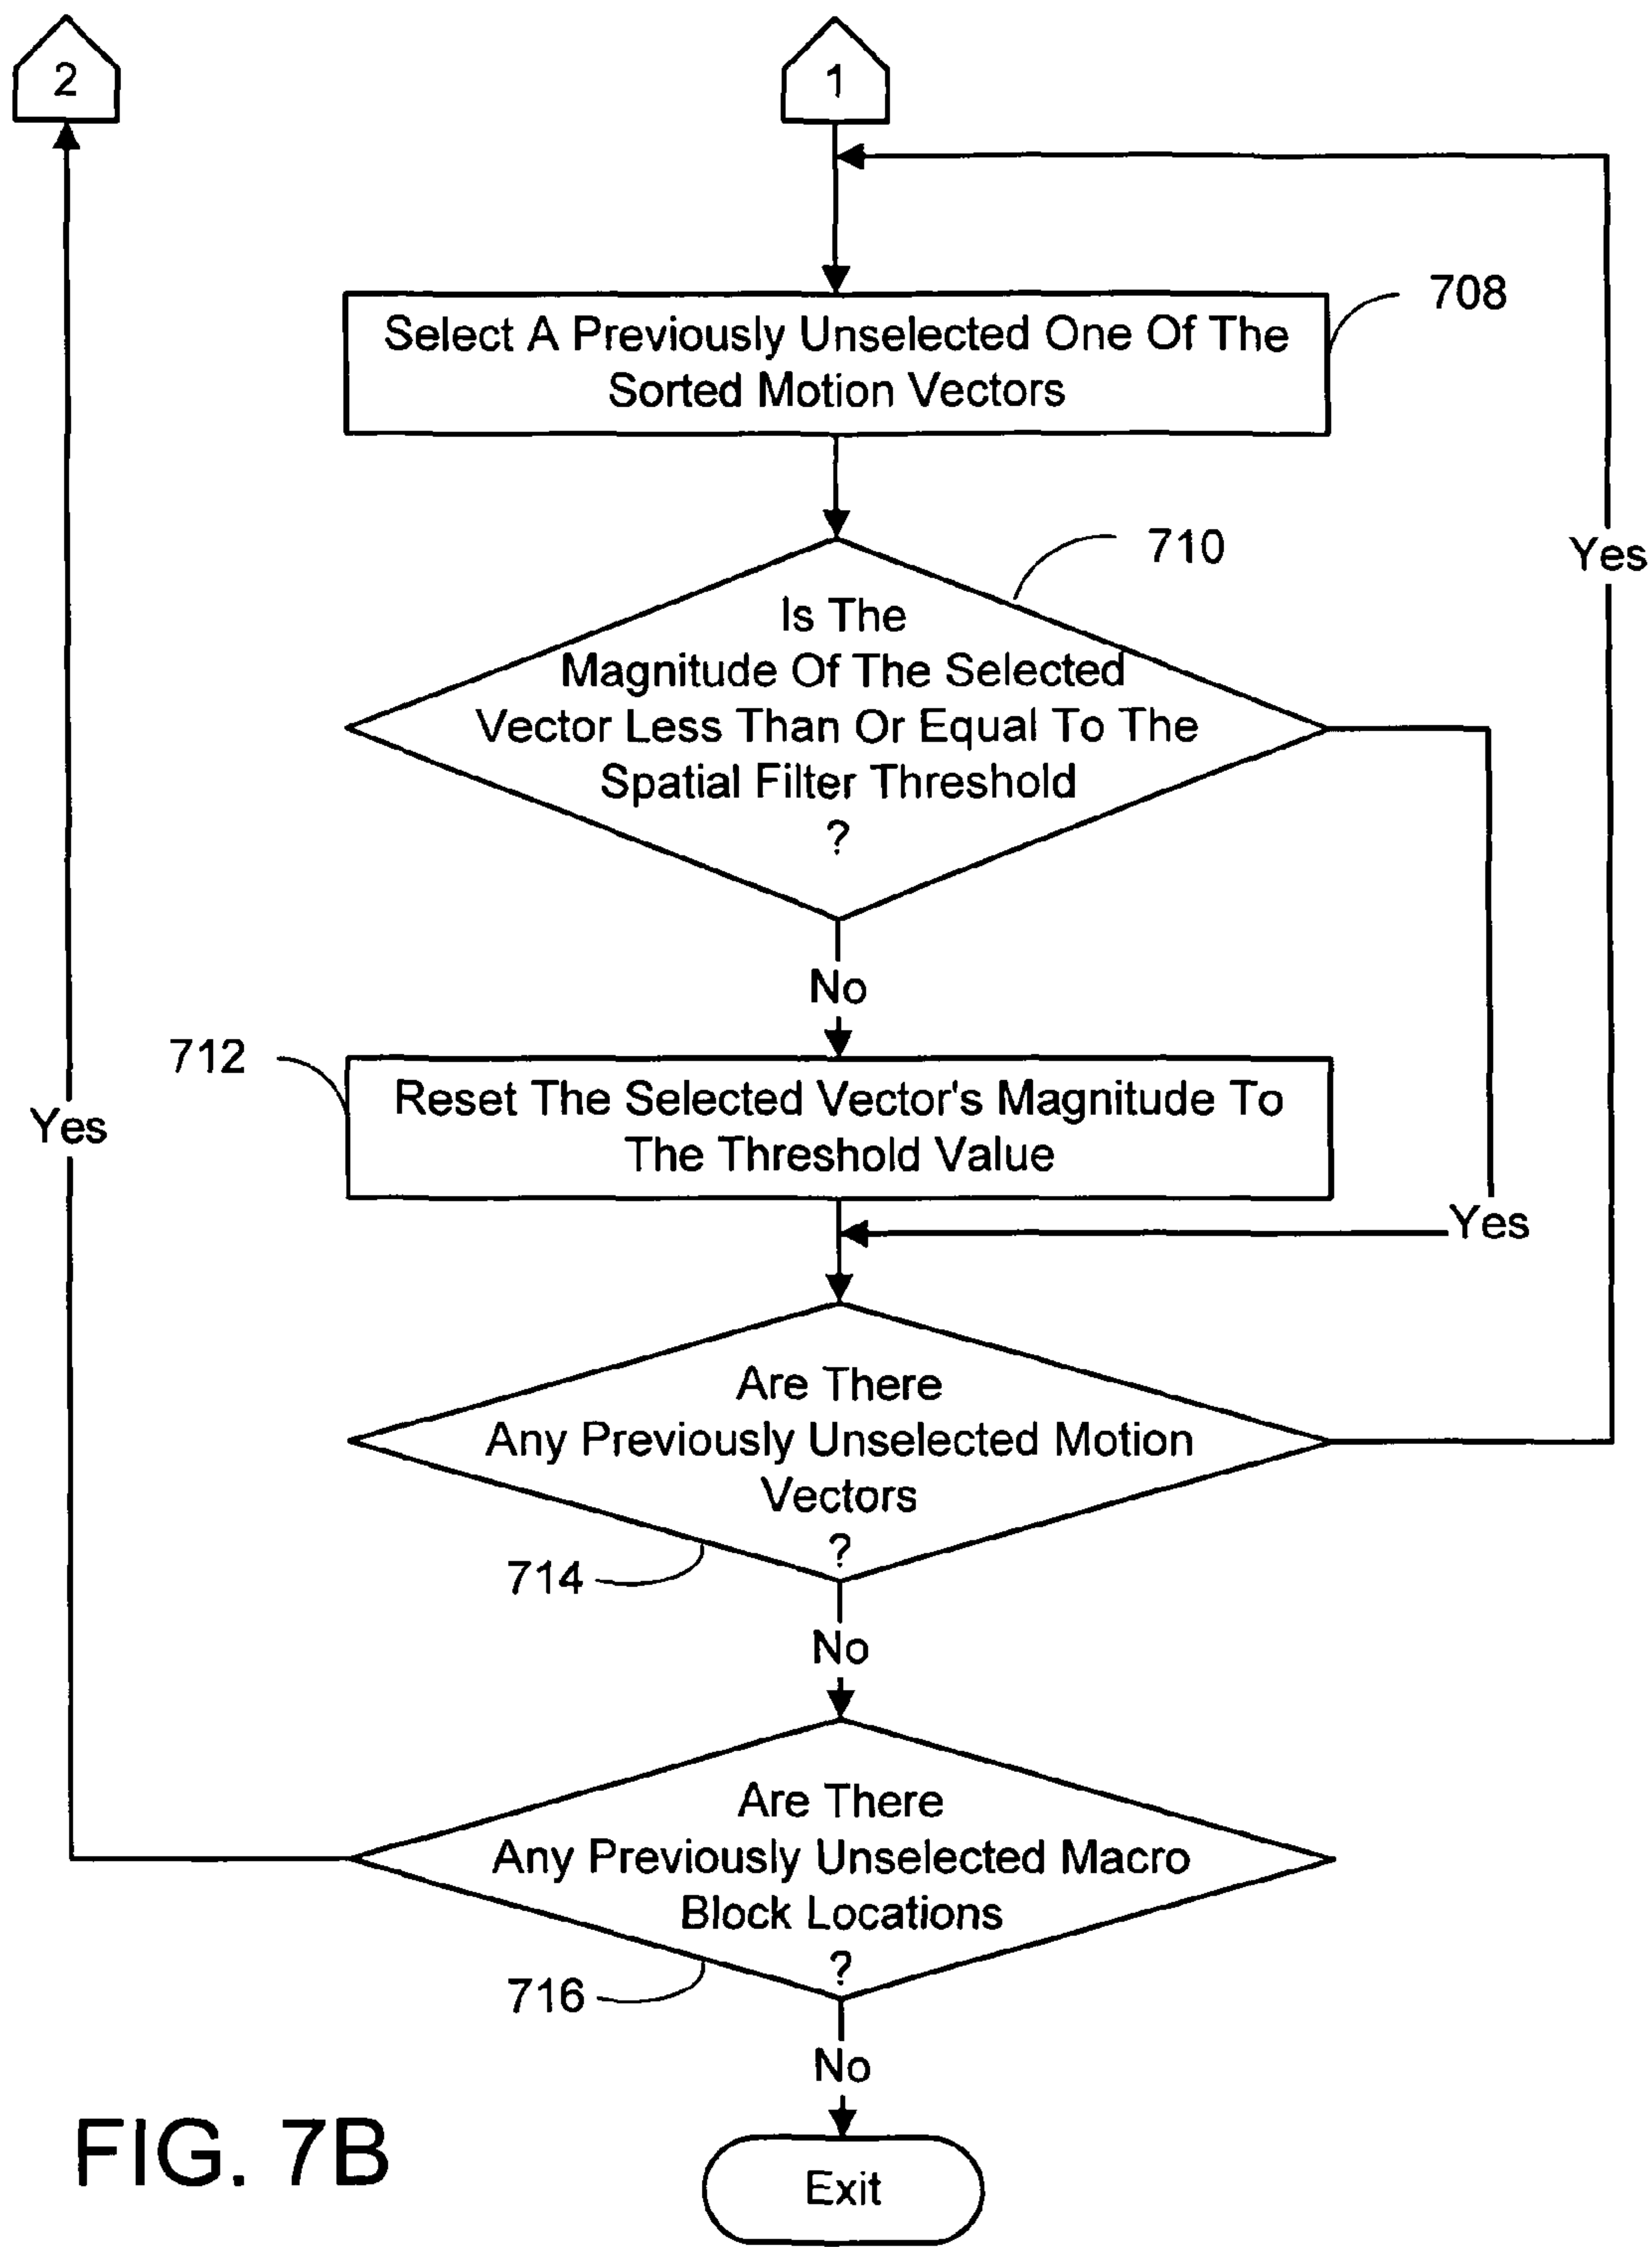 2
1
Select A Previously Unselected One Of The
Sorted Motion Vectors
708
710
Is The
Magnitude Of The Selected
Vector Less Than Or Equal To The
Spatial Filter Threshold
?
Yes
No
712
Reset The Selected Vector's Magnitude To
The Threshold Value
Yes
Yes
Are There
Any Previously Unselected Motion
Vectors
?
714
No
Are There
Any Previously Unselected Macro
Block Locations
?
716
No
Exit
FIG. 7B